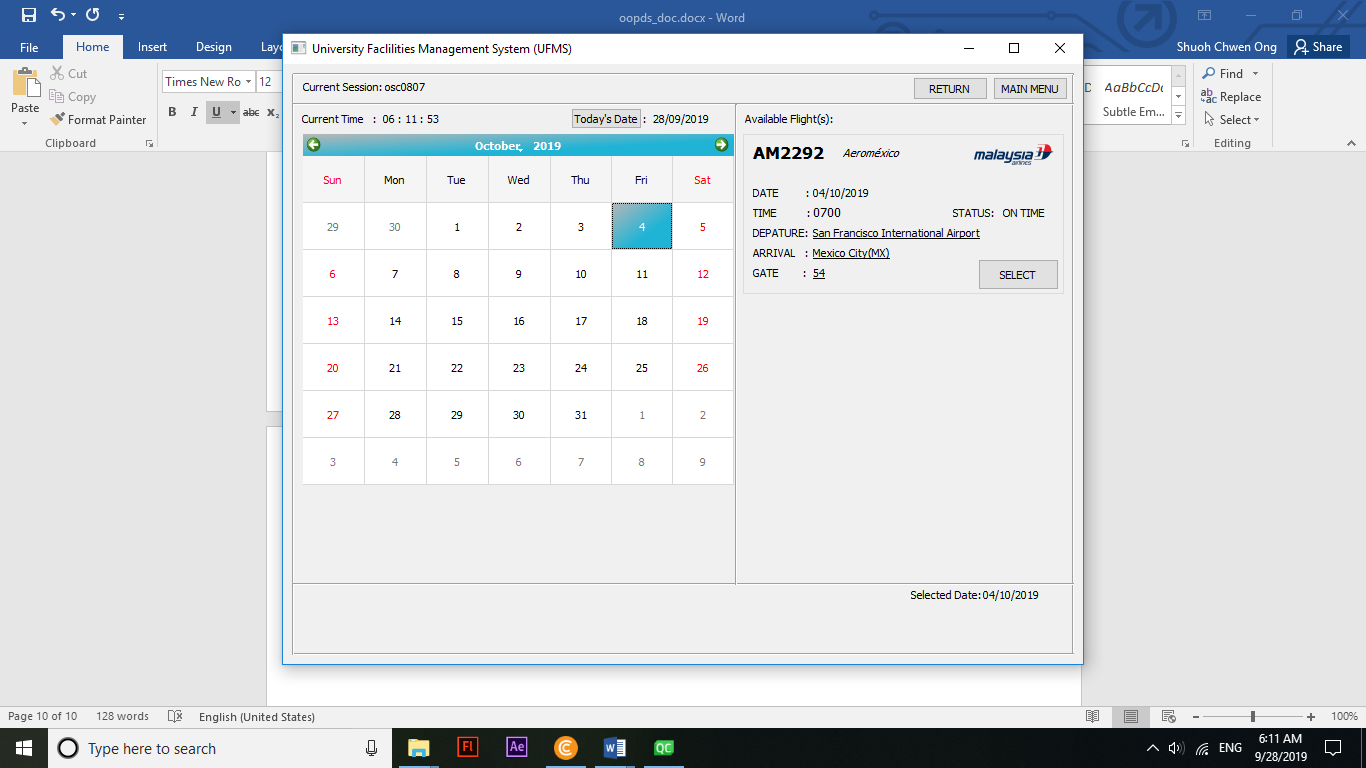 oopds_doc.docx - Word
File Home Insert Design Layo
Shuoh Chwen Ong Share
Paste
Cut
Copy
Format Painter
Clipboard
Times New Ro 12
B I U abc x₂
AaBbCcDc
Subtle Em...
Find
Replace
Select
Editing
University Faclilities Management System (UFMS)
Current Session: osc0807
RETURN MAIN MENU
Current Time : 06 : 11 : 53 Today's Date : 28/09/2019
October, 2019
Sun Mon Tue Wed Thu Fri Sat
29 30 1 2 3 4 5
6 7 8 9 10 11 12
13 14 15 16 17 18 19
20 21 22 23 24 25 26
27 28 29 30 31 1 2
3 4 5 6 7 8 9
Available Flight(s):
AM2292 Aeroméxico malaysia airlines
DATE : 04/10/2019
TIME : 0700 STATUS: ON TIME
DEPATURE: San Francisco International Airport
ARRIVAL : Mexico City(MX)
GATE : 54
SELECT
Selected Date: 04/10/2019
Page 10 of 10 128 words English (United States)
100%
Type here to search
Fl Ae C W QC
ENG
6:11 AM
9/28/2019